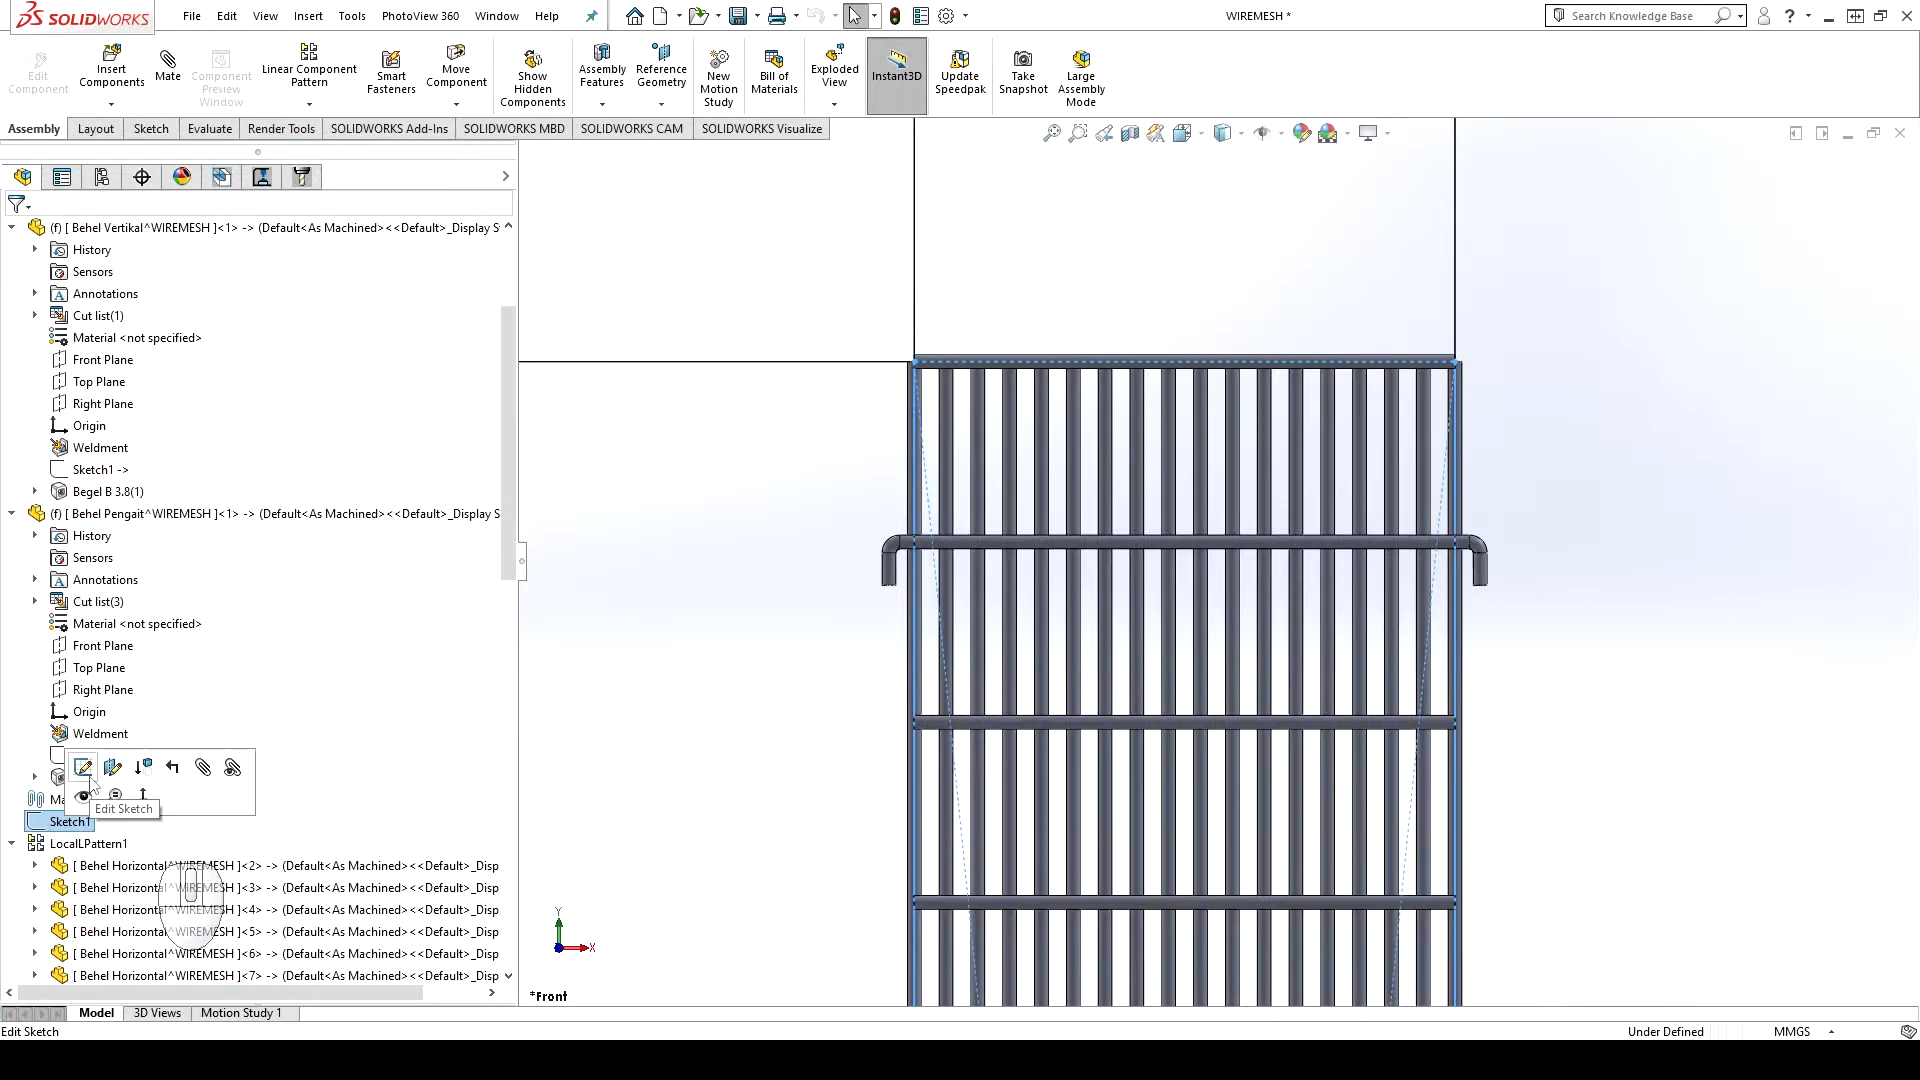 SOLIDWORKS
File Edit View Insert Tools PhotoView 360 Window Help
WIREMESH *
Search Knowledge Base
Edit Component
Insert Components
Mate
Component Preview Window
Linear Component Pattern
Smart Fasteners
Move Component
Show Hidden Components
Assembly Features
Reference Geometry
New Motion Study
Bill of Materials
Exploded View
Instant3D
Update Speedpak
Take Snapshot
Large Assembly Mode
Assembly Layout Sketch Evaluate Render Tools SOLIDWORKS Add-Ins SOLIDWORKS MBD SOLIDWORKS CAM SOLIDWORKS Visualize
(f) [ Behel Vertikal^WIREMESH ]<1> -> (Default<As Machined><<Default>_Display S
History
Sensors
Annotations
Cut list(1)
Material <not specified>
Front Plane
Top Plane
Right Plane
Origin
Weldment
Sketch1 ->
Begel B 3.8(1)
(f) [ Behel Pengait^WIREMESH ]<1> -> (Default<As Machined><<Default>_Display S
History
Sensors
Annotations
Cut list(3)
Material <not specified>
Front Plane
Top Plane
Right Plane
Origin
Weldment
Ma
Edit Sketch
Sketch1
LocalLPattern1
[ Behel Horizontal^WIREMESH ]<2> -> (Default<As Machined><<Default>_Disp
[ Behel Horizontal^WIREMESH ]<3> -> (Default<As Machined><<Default>_Disp
[ Behel Horizontal^WIREMESH ]<4> -> (Default<As Machined><<Default>_Disp
[ Behel Horizontal^WIREMESH ]<5> -> (Default<As Machined><<Default>_Disp
[ Behel Horizontal^WIREMESH ]<6> -> (Default<As Machined><<Default>_Disp
[ Behel Horizontal^WIREMESH ]<7> -> (Default<As Machined><<Default>_Disp
Y
X
*Front
Model 3D Views Motion Study 1
Edit Sketch
Under Defined
MMGS